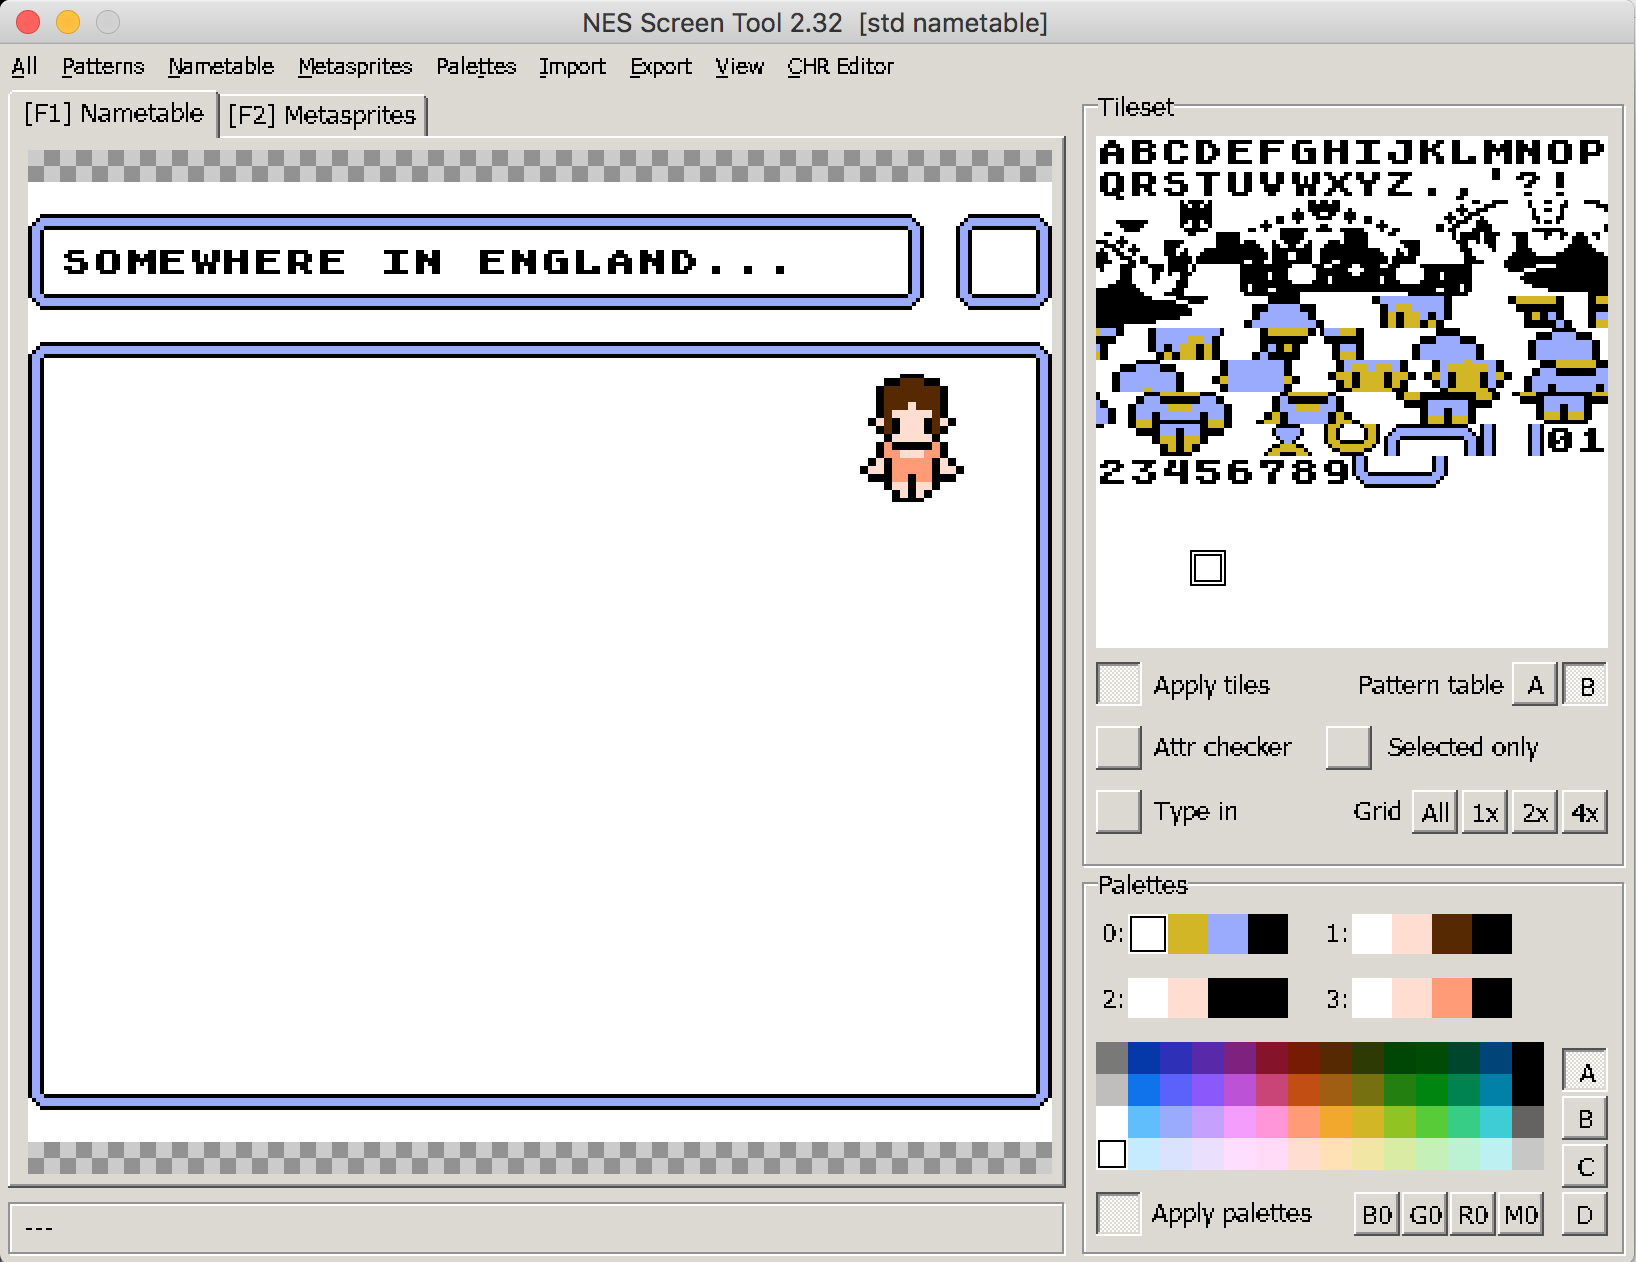 NES Screen Tool 2.32 [std nametable]
All Patterns Nametable Metasprites Palettes Import Export View CHR Editor
[F1] Nametable [F2] Metasprites
SOMEWHERE IN ENGLAND...
---
Tileset
ABCDEFGHIJKLMNOP
QRSTUVWXYZ.,'?!
01
23456789
Apply tiles Pattern table A B
Attr checker Selected only
Type in Grid All 1x 2x 4x
Palettes
0: 1:
2: 3:
A
B
C
Apply palettes B0 G0 R0 M0 D